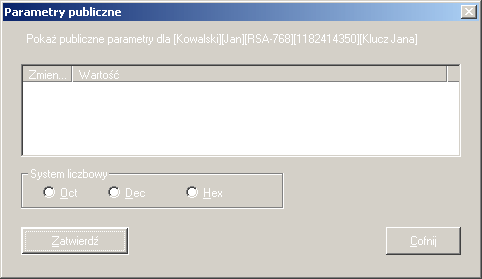 Parametry publiczne
Pokaż publiczne parametry dla [Kowalski][Jan][RSA-768][1182414350][Klucz Jana]
Zmien... Wartość
System liczbowy
Oct Dec Hex
Zatwierdź Cofnij